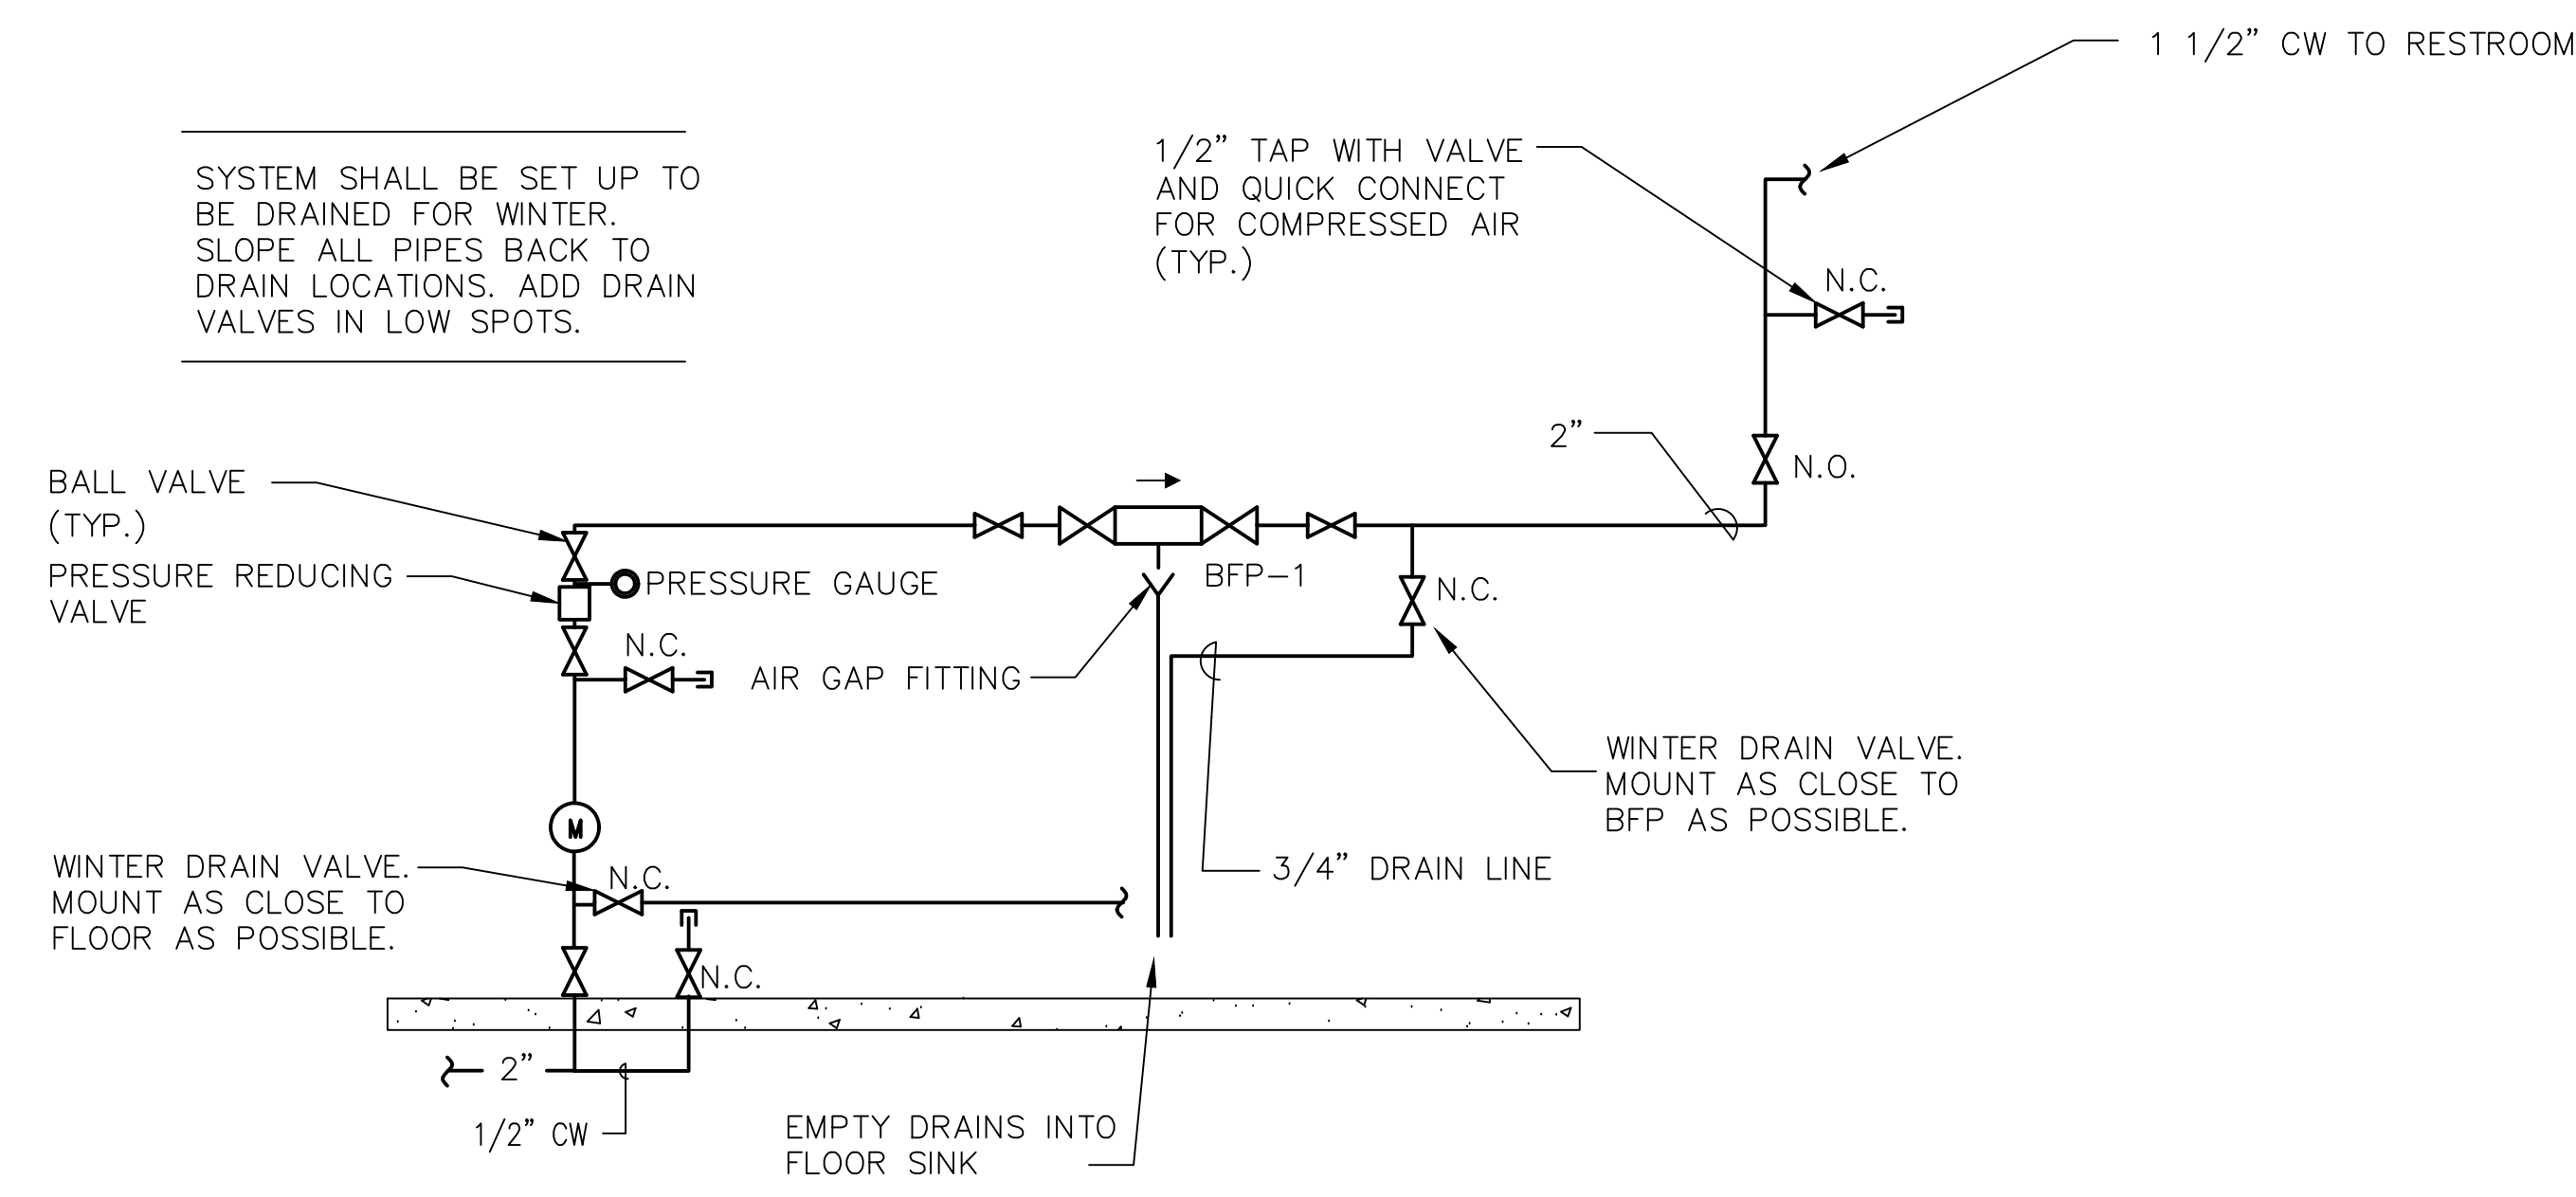 1 1/2" CW TO RESTROOM
1/2" TAP WITH VALVE
AND QUICK CONNECT
FOR COMPRESSED AIR
(TYP.)
SYSTEM SHALL BE SET UP TO
BE DRAINED FOR WINTER.
SLOPE ALL PIPES BACK TO
DRAIN LOCATIONS. ADD DRAIN
VALVES IN LOW SPOTS.
N.C.
2"
N.O.
BALL VALVE
(TYP.)
PRESSURE REDUCING
VALVE
PRESSURE GAUGE
BFP-1
N.C.
N.C.
AIR GAP FITTING
WINTER DRAIN VALVE.
MOUNT AS CLOSE TO
BFP AS POSSIBLE.
M
WINTER DRAIN VALVE.
MOUNT AS CLOSE TO
FLOOR AS POSSIBLE.
N.C.
3/4" DRAIN LINE
N.C.
2"
1/2" CW
EMPTY DRAINS INTO
FLOOR SINK